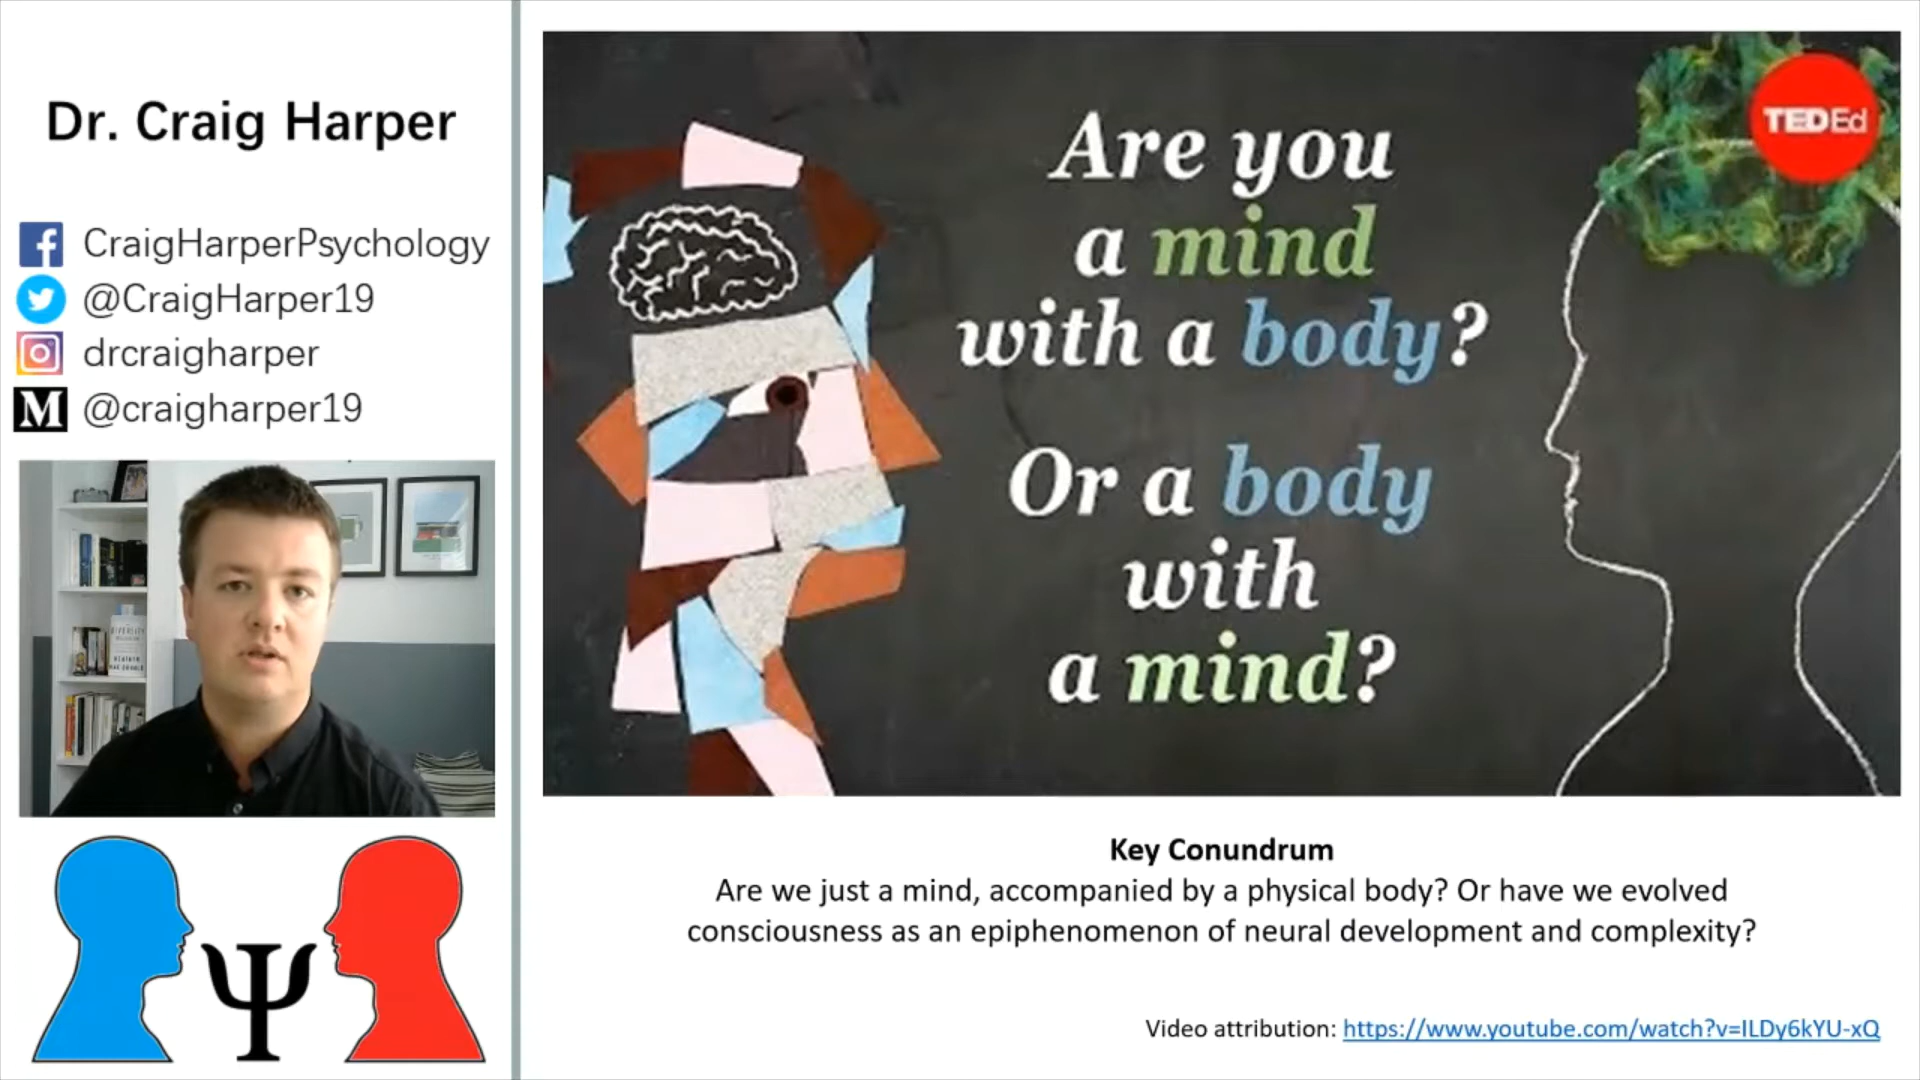 Dr. Craig Harper
CraigHarperPsychology
@CraigHarper19
drcraigharper
M @craigharper19
Are you
a mind
with a body?
Or a body
with
a mind?
TEDEd
Ψ
Key Conundrum
Are we just a mind, accompanied by a physical body? Or have we evolved
consciousness as an epiphenomenon of neural development and complexity?
Video attribution: https://www.youtube.com/watch?v=ILDy6kYU-xQ